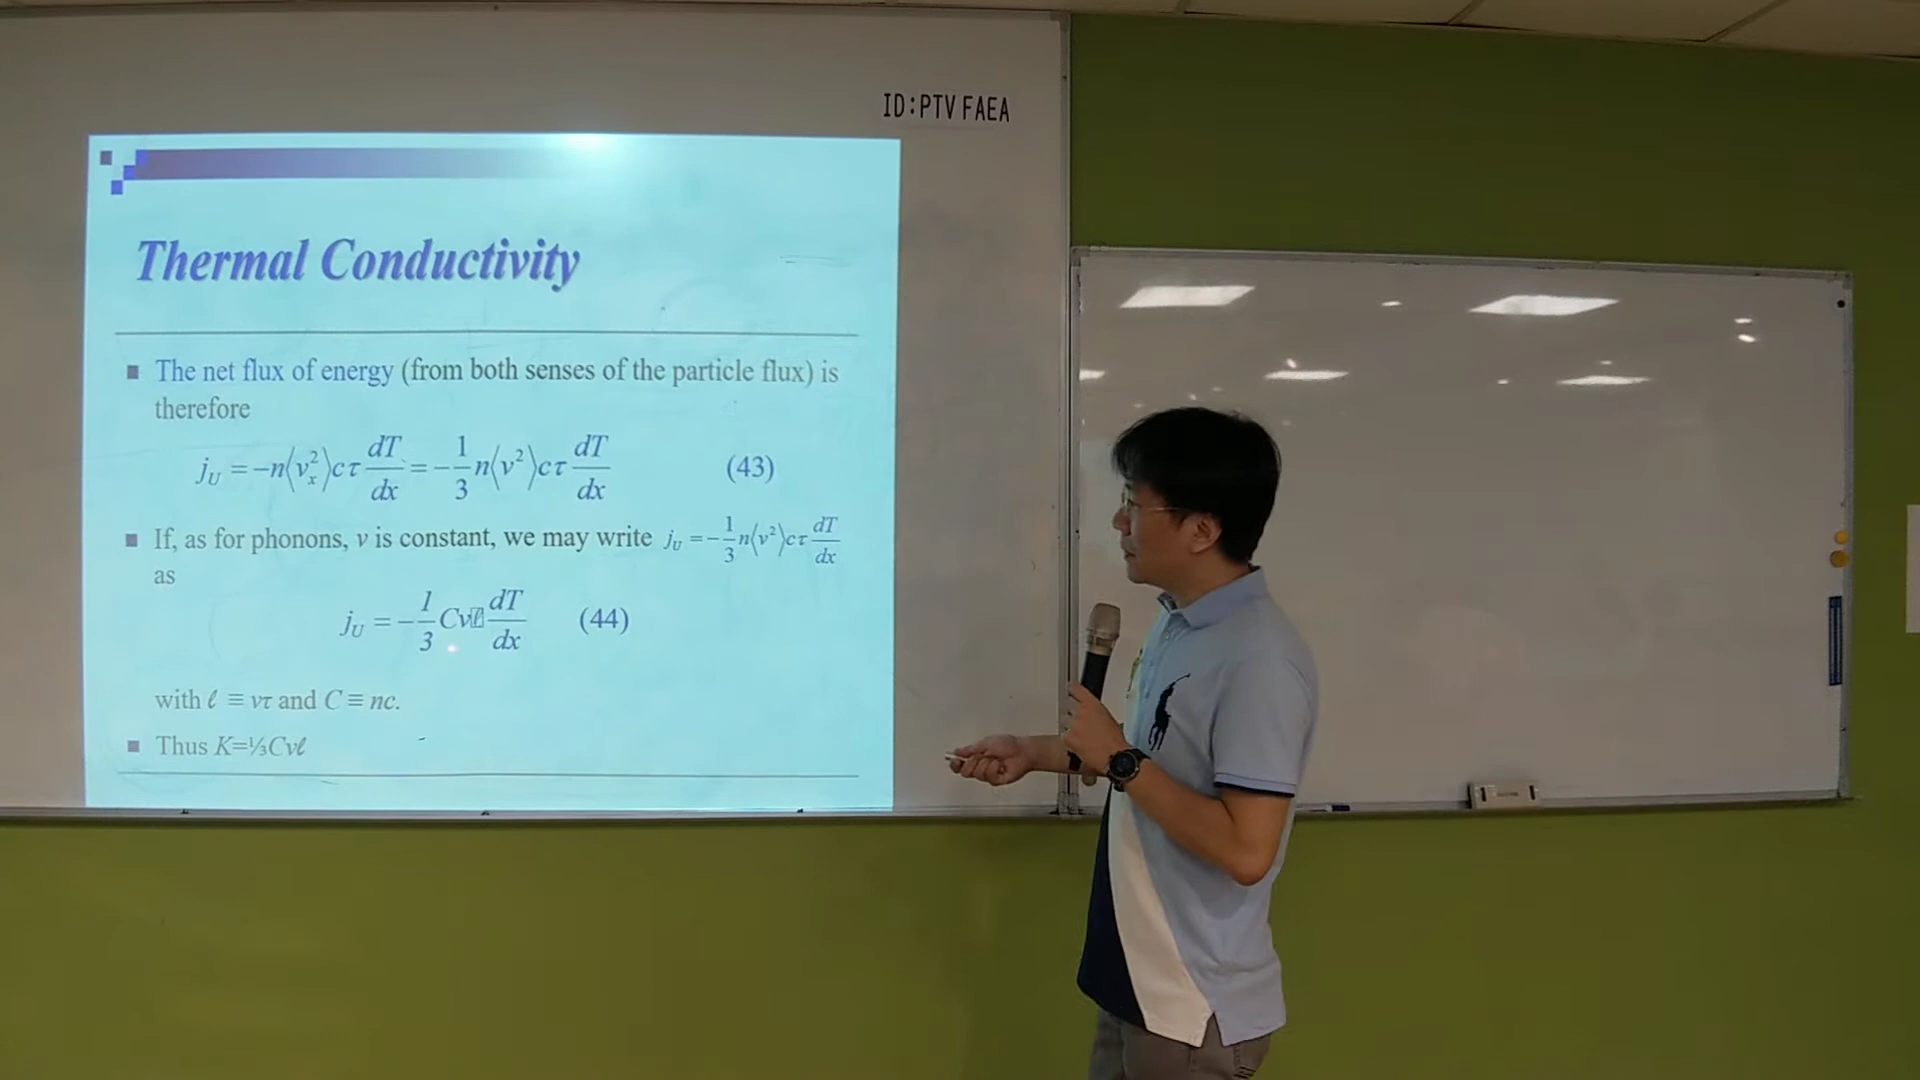 ID:PTV FAEA
Thermal Conductivity
■ The net flux of energy (from both senses of the particle flux) is
therefore
j_U = −n⟨v_x²⟩cτ dT/dx = −1/3 n⟨v²⟩cτ dT/dx (43)
■ If, as for phonons, v is constant, we may write j_U = −1/3 n⟨v²⟩cτ dT/dx
as
j_U = −1/3 Cvℓ dT/dx (44)
with ℓ ≡ vτ and C ≡ nc.
■ Thus K=⅓Cvℓ